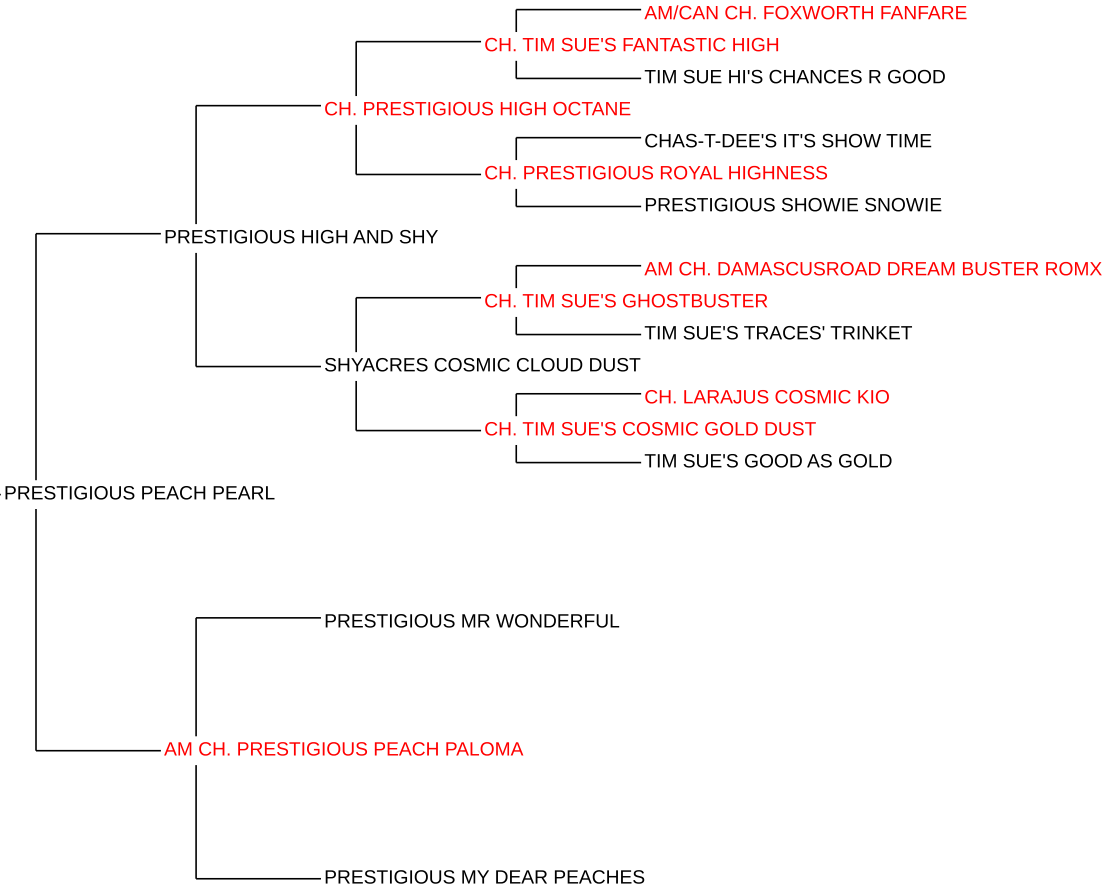 AM/CAN CH. FOXWORTH FANFARE
CH. TIM SUE'S FANTASTIC HIGH
TIM SUE HI'S CHANCES R GOOD
CH. PRESTIGIOUS HIGH OCTANE
CHAS-T-DEE'S IT'S SHOW TIME
CH. PRESTIGIOUS ROYAL HIGHNESS
PRESTIGIOUS SHOWIE SNOWIE
PRESTIGIOUS HIGH AND SHY
AM CH. DAMASCUSROAD DREAM BUSTER ROMX
CH. TIM SUE'S GHOSTBUSTER
TIM SUE'S TRACES' TRINKET
SHYACRES COSMIC CLOUD DUST
CH. LARAJUS COSMIC KIO
CH. TIM SUE'S COSMIC GOLD DUST
TIM SUE'S GOOD AS GOLD
PRESTIGIOUS PEACH PEARL
PRESTIGIOUS MR WONDERFUL
AM CH. PRESTIGIOUS PEACH PALOMA
PRESTIGIOUS MY DEAR PEACHES